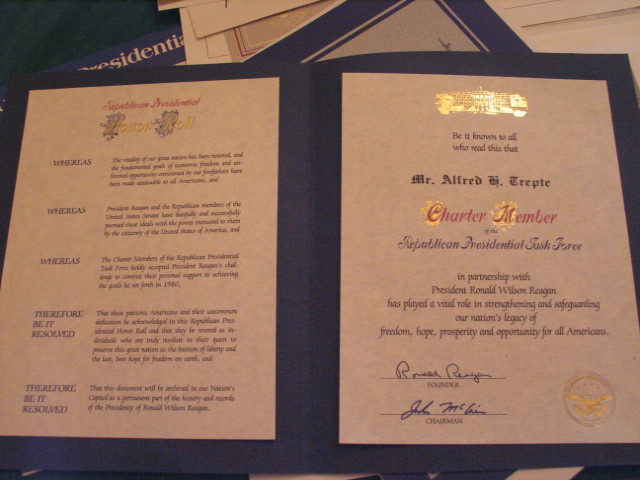 Presidential
Republican Presidential
Honor Roll
WHEREAS
The vitality of our great nation has been restored, and
the fundamental goals of economic freedom and un-
limited opportunity envisioned by our forefathers have
been made attainable to all Americans, and
WHEREAS
President Reagan and the Republican members of the
United States Senate have faithfully and successfully
pursued these ideals with the power entrusted to them
by the citizenry of the United States of America, and
WHEREAS
The Charter Members of the Republican Presidential
Task Force boldly accepted President Reagan's chal-
lenge to commit their personal support to achieving
the goals he set forth in 1980,
THEREFORE
BE IT
RESOLVED
That these patriotic Americans and their uncommon
dedication be acknowledged in this Republican Pres-
idential Honor Roll and that they be revered as in-
dividuals who are truly resolute in their quest to
preserve this great nation as the bastion of liberty and
the last, best hope for freedom on earth, and
THEREFORE
BE IT
RESOLVED
That this document will be archived in our Nation's
Capitol as a permanent part of the history and records
of the Presidency of Ronald Wilson Reagan.
Be it known to all
who read this that
Mr. Alfred H. Trepte
Charter Member
of the
Republican Presidential Task Force
in partnership with
President Ronald Wilson Reagan
has played a vital role in strengthening and safeguarding
our nation's legacy of
freedom, hope, prosperity and opportunity for all Americans.
Ronald Reagan
FOUNDER
John
CHAIRMAN